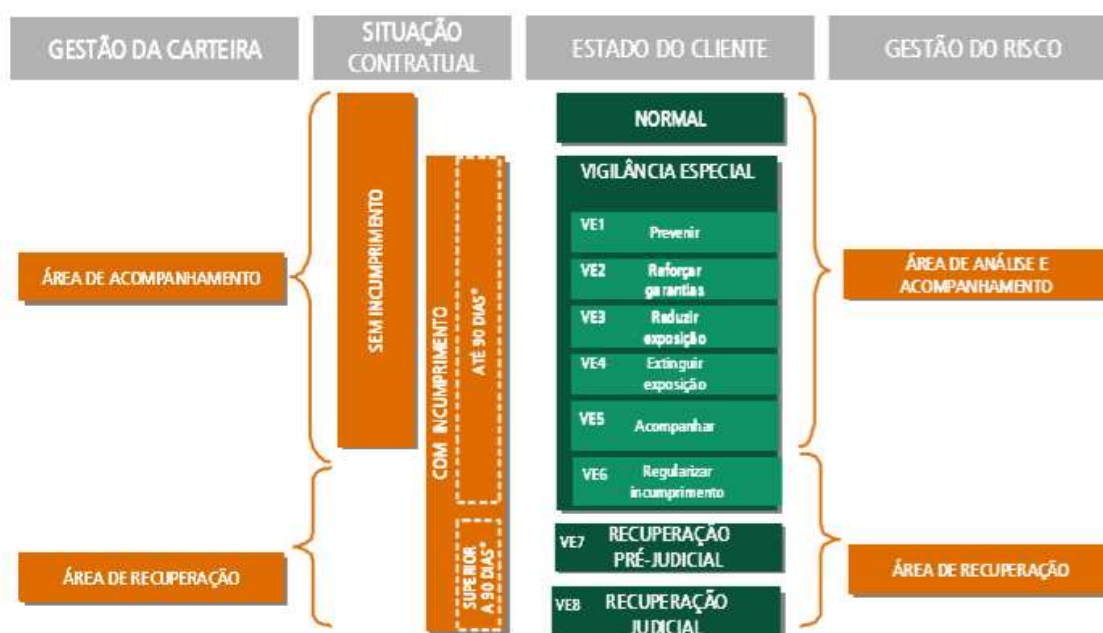 GESTÃO DA CARTEIRA
SITUAÇÃO
CONTRATUAL
ESTADO DO CLIENTE
GESTÃO DO RISCO
NORMAL
VIGILÂNCIA ESPECIAL
VE1 Prevenir
VE2 Reforçar
garantias
VE3 Reduzir
exposição
VE4 Extinguir
exposição
VE5 Acompanhar
VE6 Regularizar
incumprimento
VE7 RECUPERAÇÃO
PRÉ-JUDICIAL
VE8 RECUPERAÇÃO
JUDICIAL
ÁREA DE ACOMPANHAMENTO
SEM INCUMPRIMENTO
COM INCUMPRIMENTO
ATÉ 90 DIAS*
SUPERIOR
A 90 DIAS*
ÁREA DE ANÁLISE E
ACOMPANHAMENTO
ÁREA DE RECUPERAÇÃO
ÁREA DE RECUPERAÇÃO